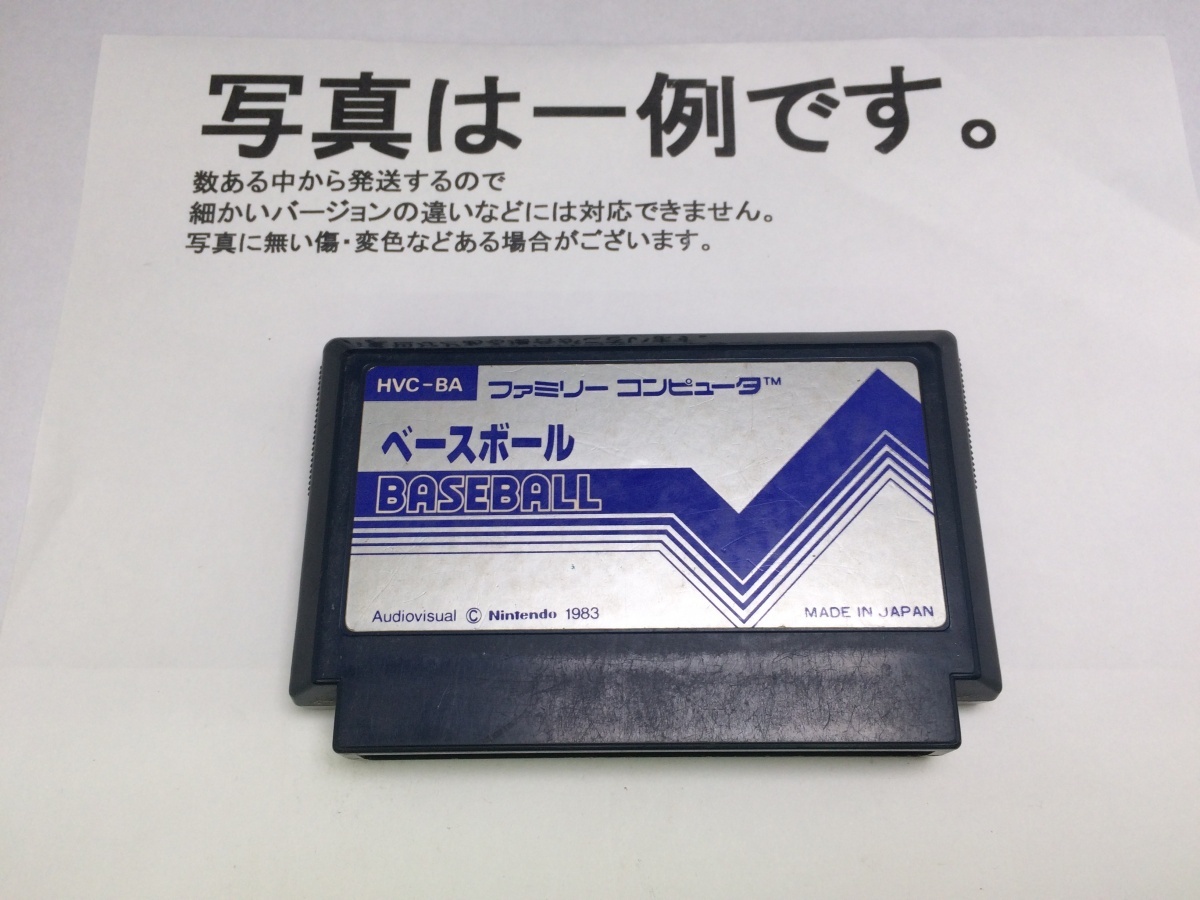 写真は一例です。
数ある中から発送するので
細かいバージョンの違いなどには対応できません。
写真に無い傷・変色などある場合がございます。
HVC-BA ファミリー コンピュータ™
ベースボール
BASEBALL
Audiovisual © Nintendo 1983 MADE IN JAPAN